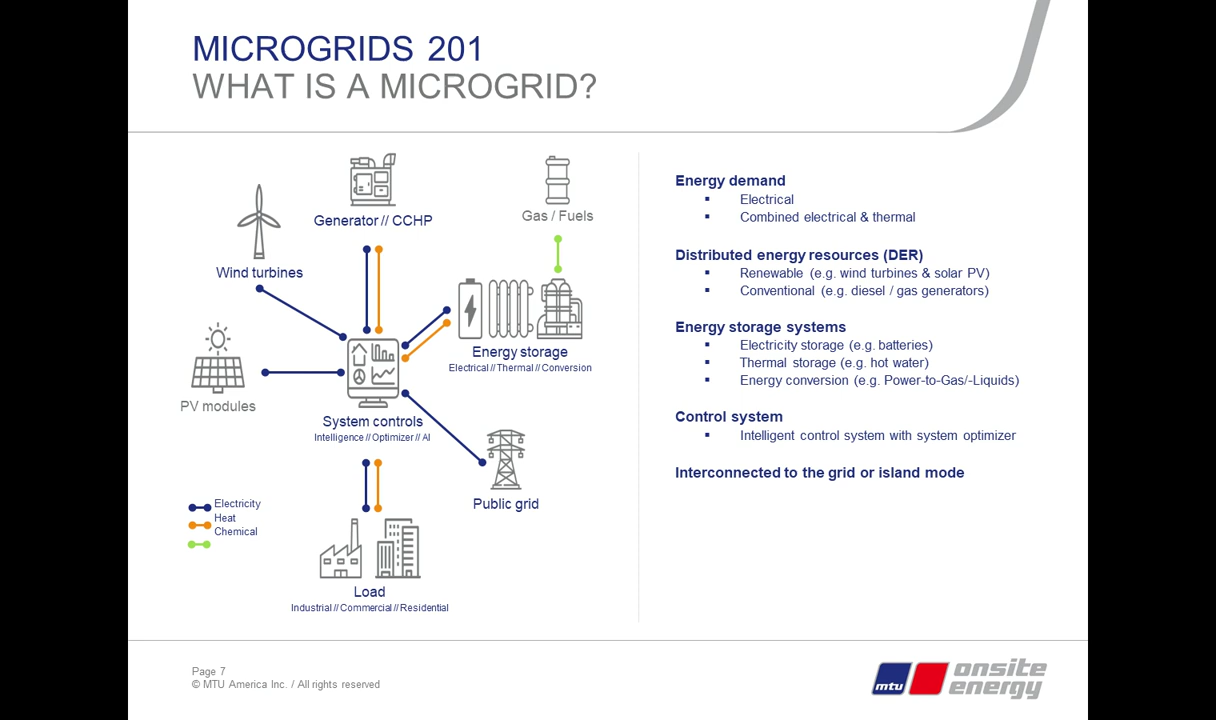 MICROGRIDS 201
WHAT IS A MICROGRID?
Generator // CCHP
Gas / Fuels
Wind turbines
Energy storage
Electrical // Thermal // Conversion
PV modules
System controls
Intelligence // Optimizer // AI
Public grid
Electricity
Heat
Chemical
Load
Industrial // Commercial // Residential
Energy demand
▪ Electrical
▪ Combined electrical & thermal
Distributed energy resources (DER)
▪ Renewable (e.g. wind turbines & solar PV)
▪ Conventional (e.g. diesel / gas generators)
Energy storage systems
▪ Electricity storage (e.g. batteries)
▪ Thermal storage (e.g. hot water)
▪ Energy conversion (e.g. Power-to-Gas/-Liquids)
Control system
▪ Intelligent control system with system optimizer
Interconnected to the grid or island mode
Page 7
© MTU America Inc. / All rights reserved
mtu
onsite
energy